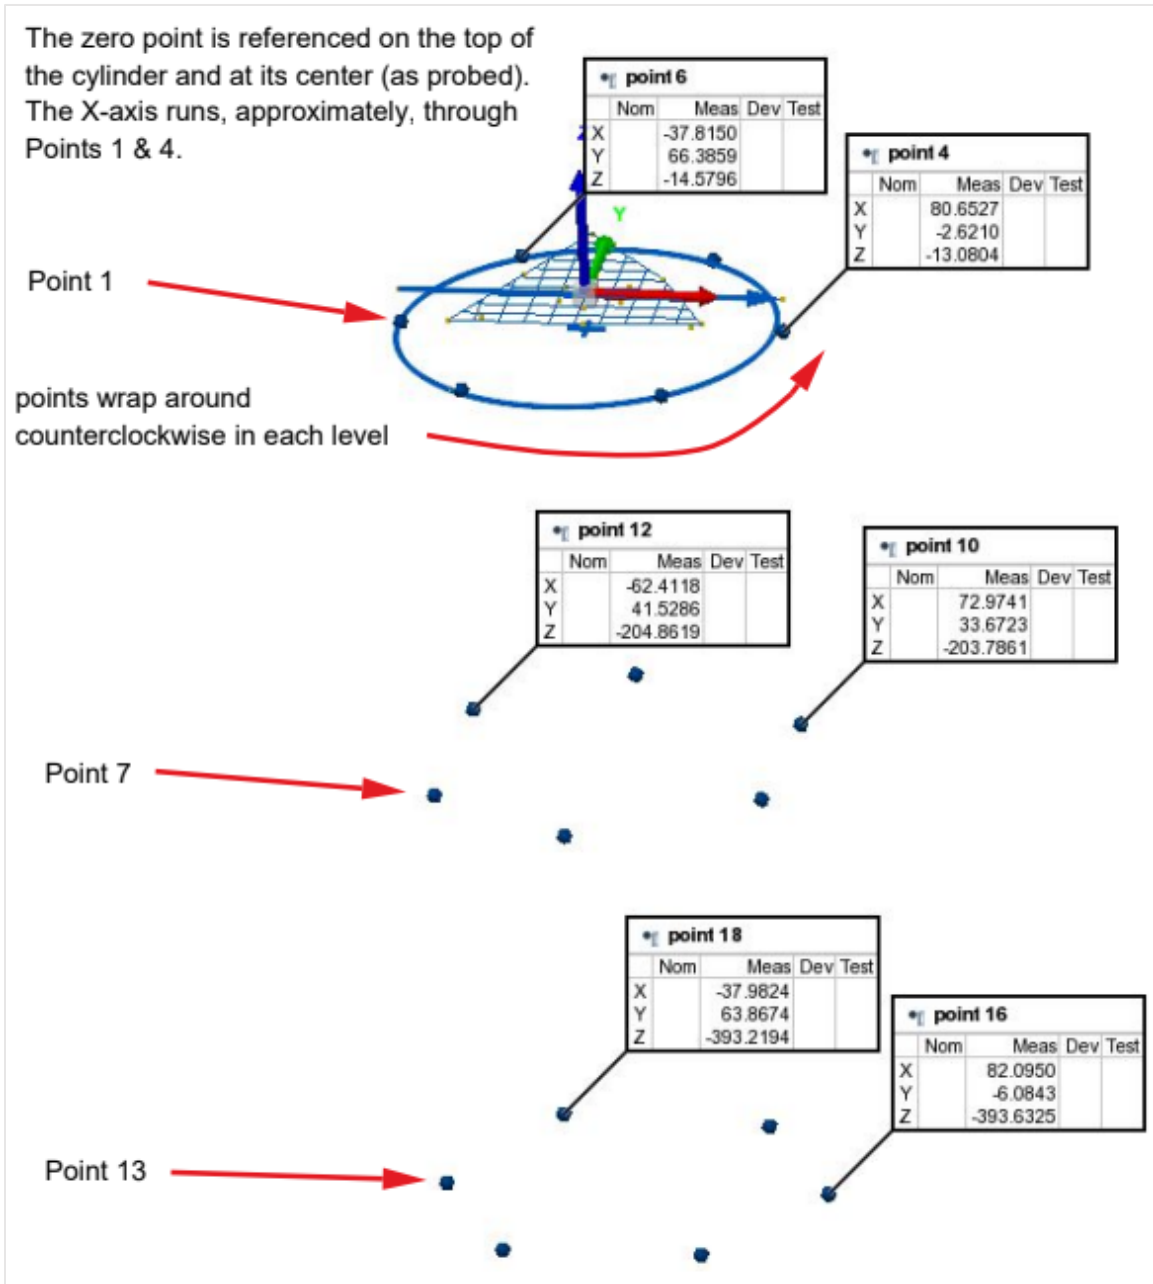 The zero point is referenced on the top of
the cylinder and at its center (as probed).
The X-axis runs, approximately, through
Points 1 & 4.
point 6
Nom Meas Dev Test
X -37.8150
Y 66.3859
Z -14.5796
point 4
Nom Meas Dev Test
X 80.6527
Y -2.6210
Z -13.0804
Z
Y
Point 1
points wrap around
counterclockwise in each level
point 12
Nom Meas Dev Test
X -62.4118
Y 41.5286
Z -204.8619
point 10
Nom Meas Dev Test
X 72.9741
Y 33.6723
Z -203.7861
Point 7
point 18
Nom Meas Dev Test
X -37.9824
Y 63.8674
Z -393.2194
point 16
Nom Meas Dev Test
X 82.0950
Y -6.0843
Z -393.6325
Point 13